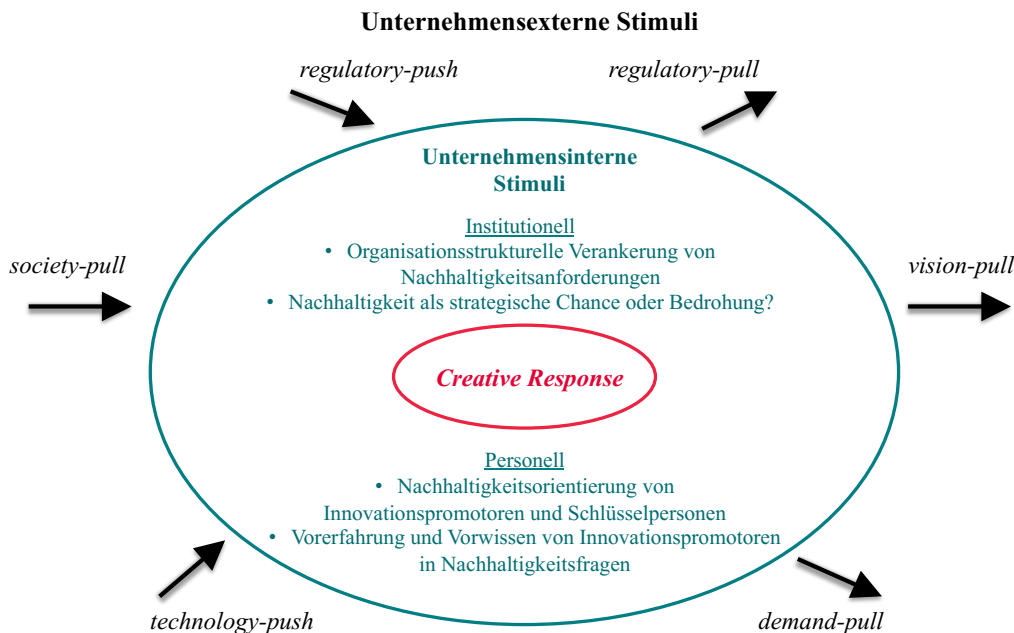 Unternehmensexterne Stimuli
regulatory-push
regulatory-pull
Unternehmensinterne
Stimuli
Institutionell
• Organisationsstrukturelle Verankerung von
Nachhaltigkeitsanforderungen
• Nachhaltigkeit als strategische Chance oder Bedrohung?
society-pull
vision-pull
Creative Response
Personell
• Nachhaltigkeitsorientierung von
Innovationspromotoren und Schlüsselpersonen
• Vorerfahrung und Vorwissen von Innovationspromotoren
in Nachhaltigkeitsfragen
technology-push
demand-pull